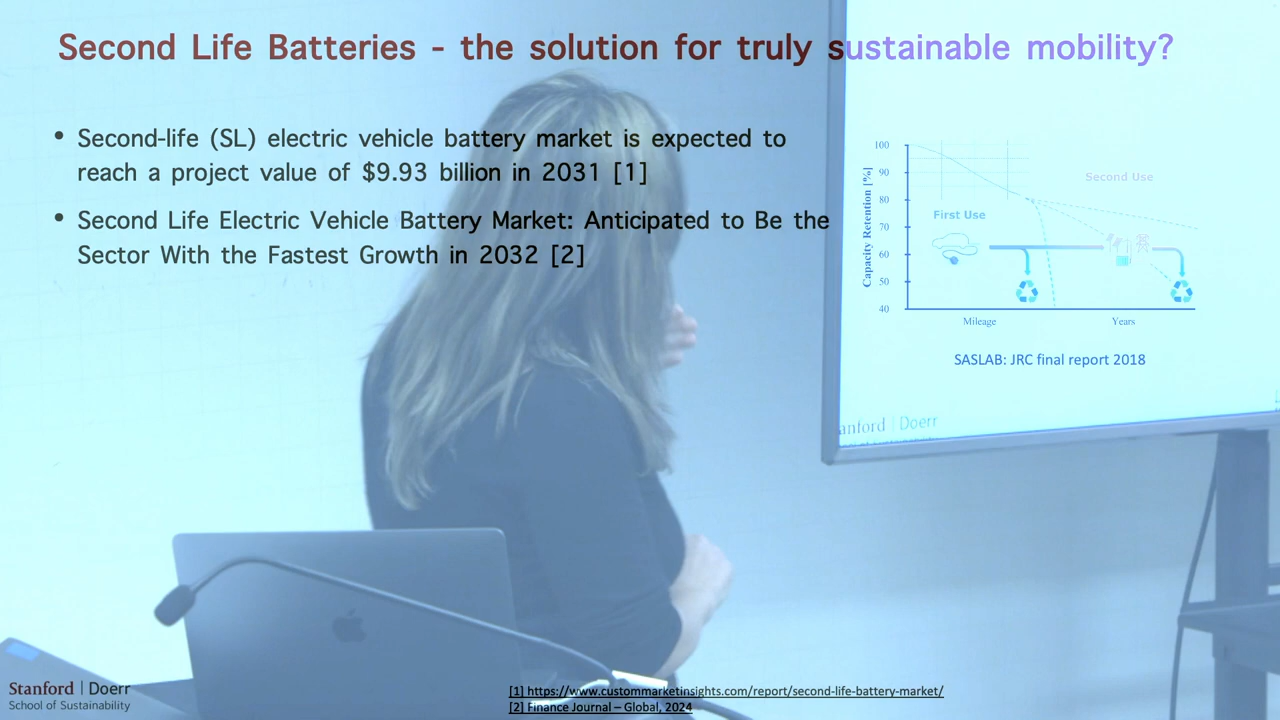 Second Life Batteries - the solution for truly sustainable mobility?
• Second-life (SL) electric vehicle battery market is expected to
reach a project value of $9.93 billion in 2031 [1]
• Second Life Electric Vehicle Battery Market: Anticipated to Be the
Sector With the Fastest Growth in 2032 [2]
Capacity Retention [%]
100
90
80
70
60
50
40
First Use
Second Use
Mileage
Years
SASLAB: JRC final report 2018
anford | Doerr
Stanford | Doerr
School of Sustainability
[1] https://www.custommarketinsights.com/report/second-life-battery-market/
[2] Finance Journal – Global, 2024